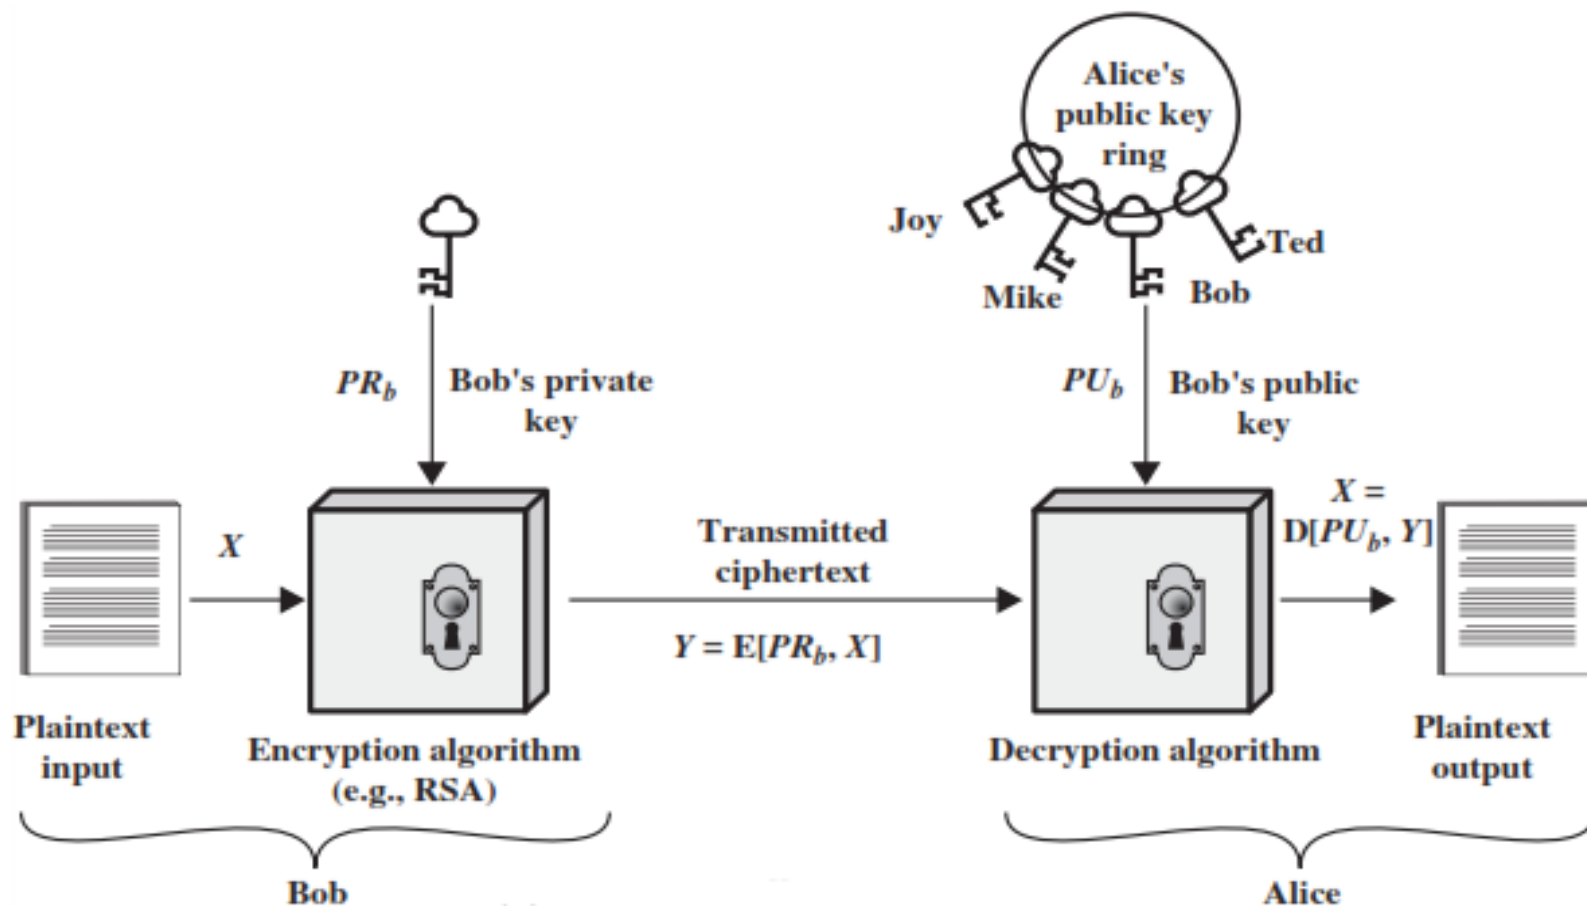 Alice's
public key
ring
Joy
Mike
Bob
Ted
PR_b
Bob's private
key
PU_b
Bob's public
key
X
Transmitted
ciphertext
Y = E[PR_b, X]
X =
D[PU_b, Y]
Plaintext
input
Encryption algorithm
(e.g., RSA)
Decryption algorithm
Plaintext
output
Bob
Alice